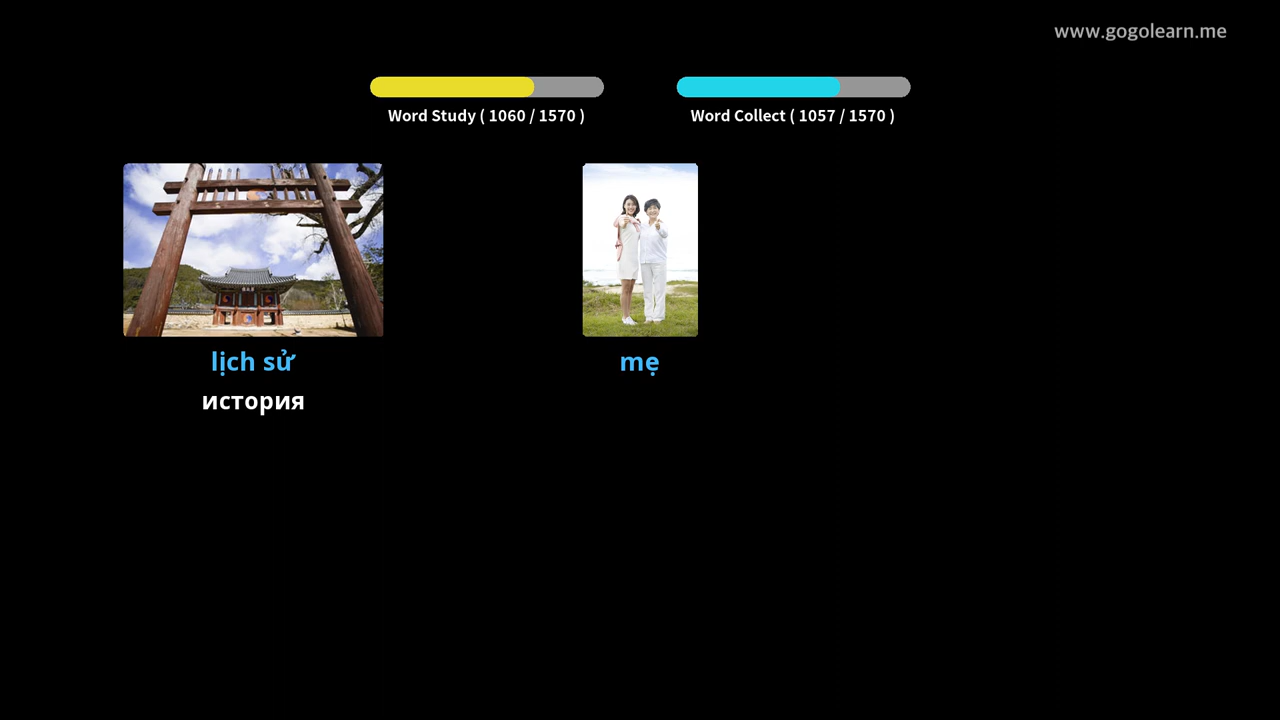 www.gogolearn.me
Word Study ( 1060 / 1570 )
Word Collect ( 1057 / 1570 )
lịch sử
история
mẹ